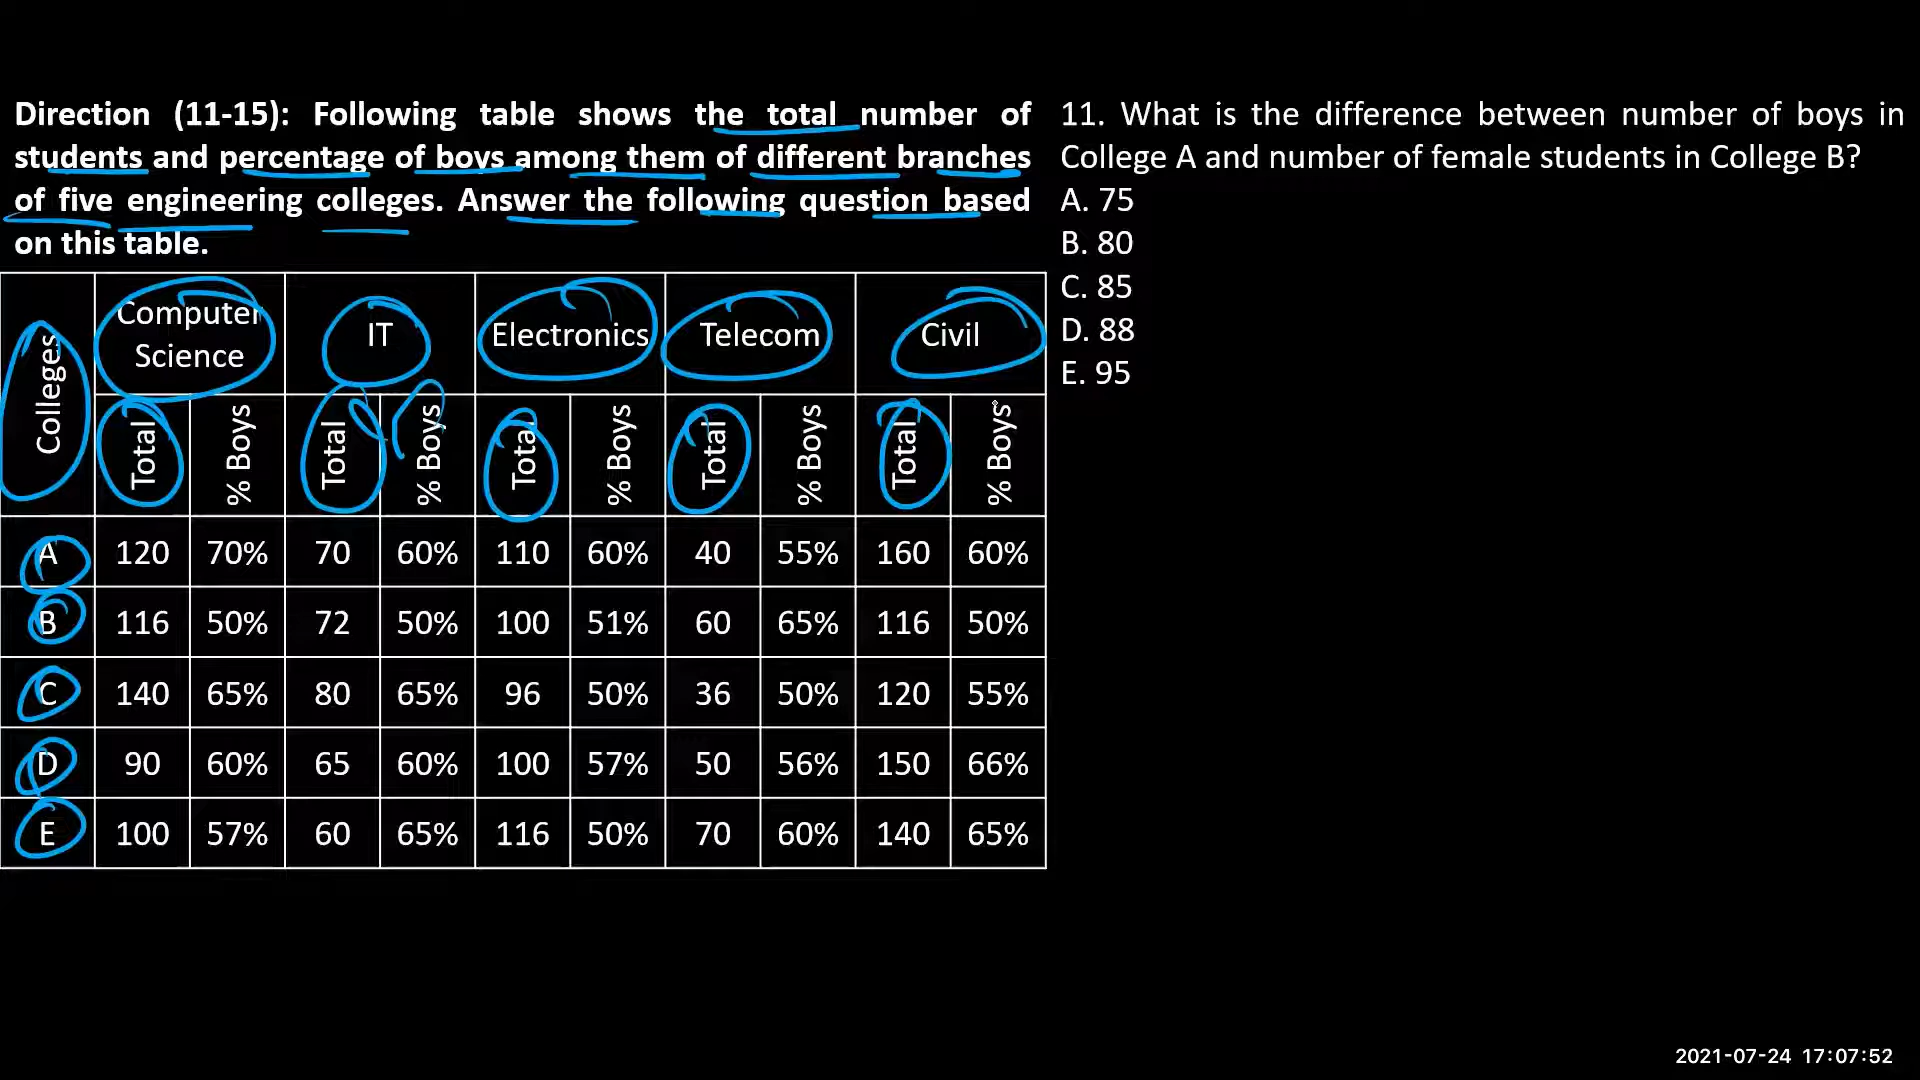 Direction (11-15): Following table shows the total number of
students and percentage of boys among them of different branches
of five engineering colleges. Answer the following question based
on this table.
Colleges Computer Science IT Electronics Telecom Civil
Total % Boys Total % Boys Total % Boys Total % Boys Total % Boys
A 120 70% 70 60% 110 60% 40 55% 160 60%
B 116 50% 72 50% 100 51% 60 65% 116 50%
C 140 65% 80 65% 96 50% 36 50% 120 55%
D 90 60% 65 60% 100 57% 50 56% 150 66%
E 100 57% 60 65% 116 50% 70 60% 140 65%
11. What is the difference between number of boys in
College A and number of female students in College B?
A. 75
B. 80
C. 85
D. 88
E. 95
2021-07-24 17:07:52